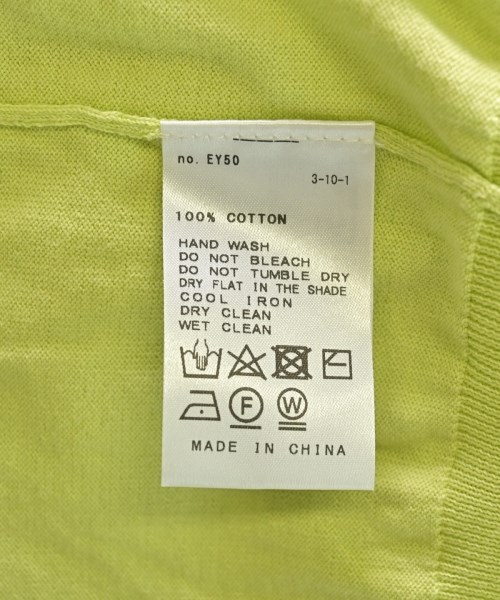 no. EY50
3-10-1
100% COTTON
HAND WASH
DO NOT BLEACH
DO NOT TUMBLE DRY
DRY FLAT IN THE SHADE
COOL IRON
DRY CLEAN
WET CLEAN
F W
MADE IN CHINA